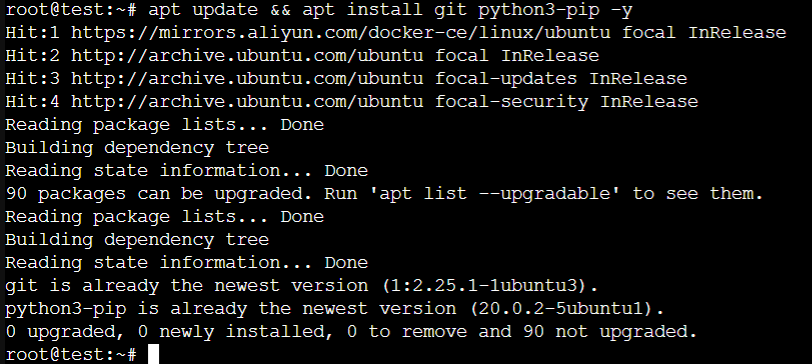 root@test:~# apt update && apt install git python3-pip -y
Hit:1 https://mirrors.aliyun.com/docker-ce/linux/ubuntu focal InRelease
Hit:2 http://archive.ubuntu.com/ubuntu focal InRelease
Hit:3 http://archive.ubuntu.com/ubuntu focal-updates InRelease
Hit:4 http://archive.ubuntu.com/ubuntu focal-security InRelease
Reading package lists... Done
Building dependency tree
Reading state information... Done
90 packages can be upgraded. Run 'apt list --upgradable' to see them.
Reading package lists... Done
Building dependency tree
Reading state information... Done
git is already the newest version (1:2.25.1-1ubuntu3).
python3-pip is already the newest version (20.0.2-5ubuntu1).
0 upgraded, 0 newly installed, 0 to remove and 90 not upgraded.
root@test:~#